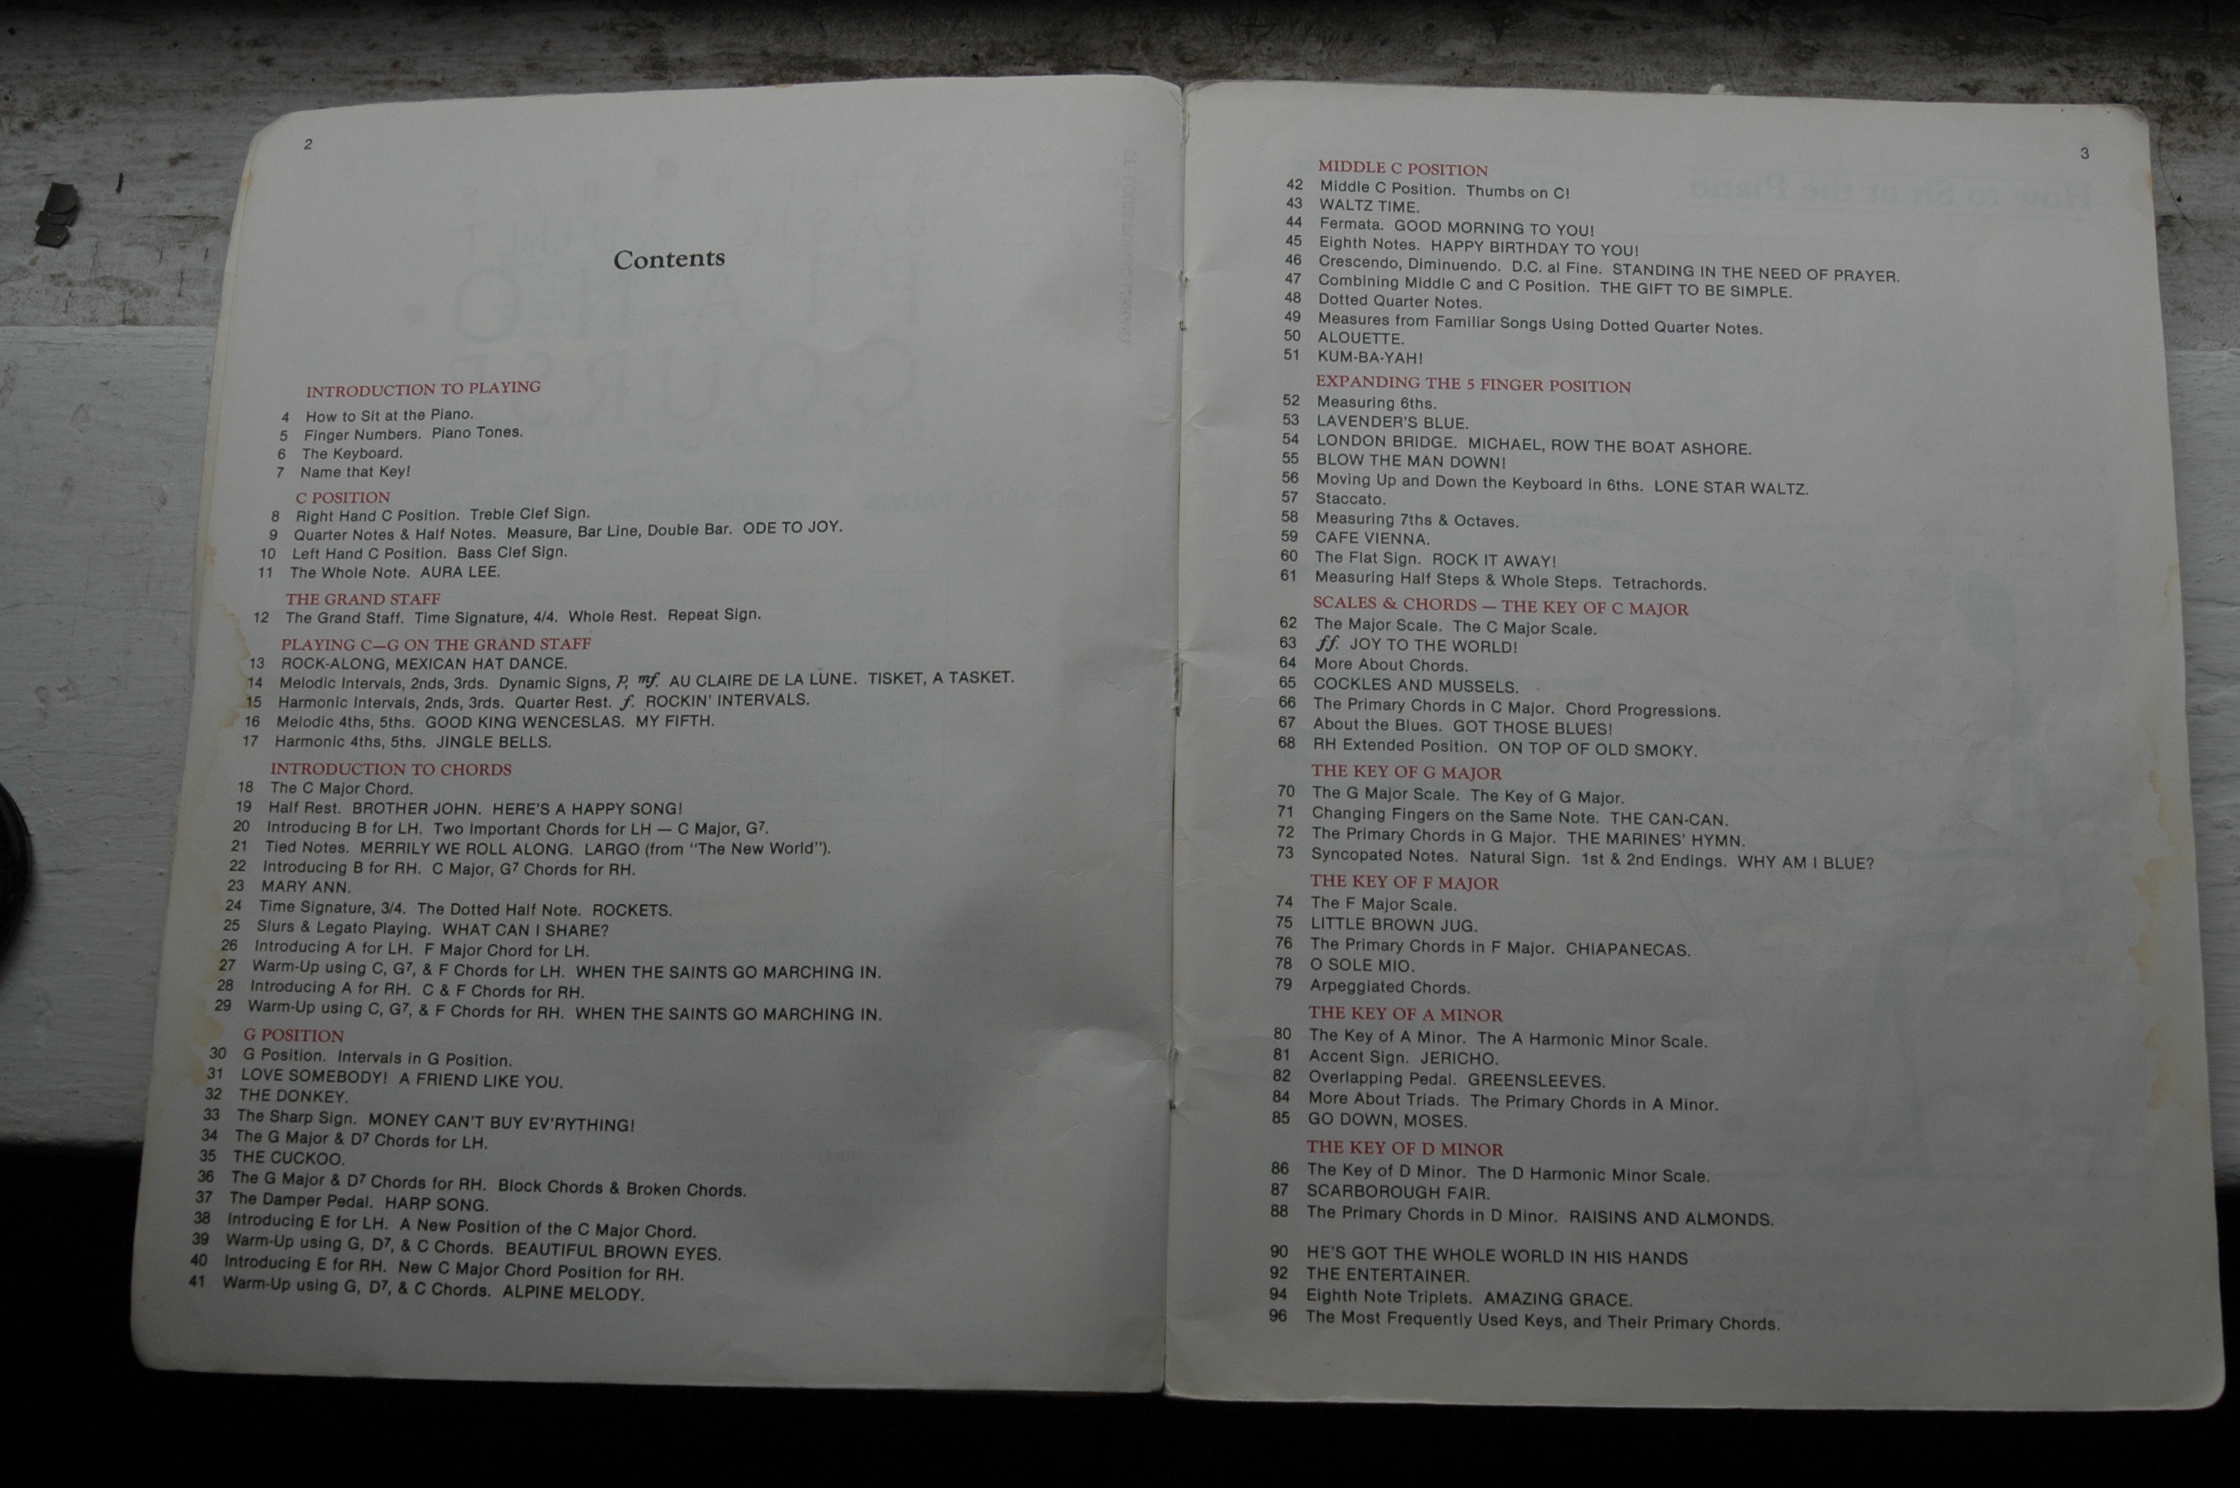 2
Contents
INTRODUCTION TO PLAYING
4 How to Sit at the Piano.
5 Finger Numbers. Piano Tones.
6 The Keyboard.
7 Name that Key!
C POSITION
8 Right Hand C Position. Treble Clef Sign.
9 Quarter Notes & Half Notes. Measure, Bar Line, Double Bar. ODE TO JOY.
10 Left Hand C Position. Bass Clef Sign.
11 The Whole Note. AURA LEE.
THE GRAND STAFF
12 The Grand Staff. Time Signature, 4/4. Whole Rest. Repeat Sign.
PLAYING C—G ON THE GRAND STAFF
13 ROCK-ALONG, MEXICAN HAT DANCE.
14 Melodic Intervals, 2nds, 3rds. Dynamic Signs, p, mf. AU CLAIRE DE LA LUNE. TISKET, A TASKET.
15 Harmonic Intervals, 2nds, 3rds. Quarter Rest. f. ROCKIN' INTERVALS.
16 Melodic 4ths, 5ths. GOOD KING WENCESLAS. MY FIFTH.
17 Harmonic 4ths, 5ths. JINGLE BELLS.
INTRODUCTION TO CHORDS
18 The C Major Chord.
19 Half Rest. BROTHER JOHN. HERE'S A HAPPY SONG!
20 Introducing B for LH. Two Important Chords for LH — C Major, G7.
21 Tied Notes. MERRILY WE ROLL ALONG. LARGO (from "The New World").
22 Introducing B for RH. C Major, G7 Chords for RH.
23 MARY ANN.
24 Time Signature, 3/4. The Dotted Half Note. ROCKETS.
25 Slurs & Legato Playing. WHAT CAN I SHARE?
26 Introducing A for LH. F Major Chord for LH.
27 Warm-Up using C, G7, & F Chords for LH. WHEN THE SAINTS GO MARCHING IN.
28 Introducing A for RH. C & F Chords for RH.
29 Warm-Up using C, G7, & F Chords for RH. WHEN THE SAINTS GO MARCHING IN.
G POSITION
30 G Position. Intervals in G Position.
31 LOVE SOMEBODY! A FRIEND LIKE YOU.
32 THE DONKEY.
33 The Sharp Sign. MONEY CAN'T BUY EV'RYTHING!
34 The G Major & D7 Chords for LH.
35 THE CUCKOO.
36 The G Major & D7 Chords for RH. Block Chords & Broken Chords.
37 The Damper Pedal. HARP SONG.
38 Introducing E for LH. A New Position of the C Major Chord.
39 Warm-Up using G, D7, & C Chords. BEAUTIFUL BROWN EYES.
40 Introducing E for RH. New C Major Chord Position for RH.
41 Warm-Up using G, D7, & C Chords. ALPINE MELODY.
3
MIDDLE C POSITION
42 Middle C Position. Thumbs on C!
43 WALTZ TIME.
44 Fermata. GOOD MORNING TO YOU!
45 Eighth Notes. HAPPY BIRTHDAY TO YOU!
46 Crescendo, Diminuendo. D.C. al Fine. STANDING IN THE NEED OF PRAYER.
47 Combining Middle C and C Position. THE GIFT TO BE SIMPLE.
48 Dotted Quarter Notes.
49 Measures from Familiar Songs Using Dotted Quarter Notes.
50 ALOUETTE.
51 KUM-BA-YAH!
EXPANDING THE 5 FINGER POSITION
52 Measuring 6ths.
53 LAVENDER'S BLUE.
54 LONDON BRIDGE. MICHAEL, ROW THE BOAT ASHORE.
55 BLOW THE MAN DOWN!
56 Moving Up and Down the Keyboard in 6ths. LONE STAR WALTZ.
57 Staccato.
58 Measuring 7ths & Octaves.
59 CAFE VIENNA.
60 The Flat Sign. ROCK IT AWAY!
61 Measuring Half Steps & Whole Steps. Tetrachords.
SCALES & CHORDS — THE KEY OF C MAJOR
62 The Major Scale. The C Major Scale.
63 ff. JOY TO THE WORLD!
64 More About Chords.
65 COCKLES AND MUSSELS.
66 The Primary Chords in C Major. Chord Progressions.
67 About the Blues. GOT THOSE BLUES!
68 RH Extended Position. ON TOP OF OLD SMOKY.
THE KEY OF G MAJOR
70 The G Major Scale. The Key of G Major.
71 Changing Fingers on the Same Note. THE CAN-CAN.
72 The Primary Chords in G Major. THE MARINES' HYMN.
73 Syncopated Notes. Natural Sign. 1st & 2nd Endings. WHY AM I BLUE?
THE KEY OF F MAJOR
74 The F Major Scale.
75 LITTLE BROWN JUG.
76 The Primary Chords in F Major. CHIAPANECAS.
78 O SOLE MIO.
79 Arpeggiated Chords.
THE KEY OF A MINOR
80 The Key of A Minor. The A Harmonic Minor Scale.
81 Accent Sign. JERICHO.
82 Overlapping Pedal. GREENSLEEVES.
84 More About Triads. The Primary Chords in A Minor.
85 GO DOWN, MOSES.
THE KEY OF D MINOR
86 The Key of D Minor. The D Harmonic Minor Scale.
87 SCARBOROUGH FAIR.
88 The Primary Chords in D Minor. RAISINS AND ALMONDS.
90 HE'S GOT THE WHOLE WORLD IN HIS HANDS
92 THE ENTERTAINER.
94 Eighth Note Triplets. AMAZING GRACE.
96 The Most Frequently Used Keys, and Their Primary Chords.